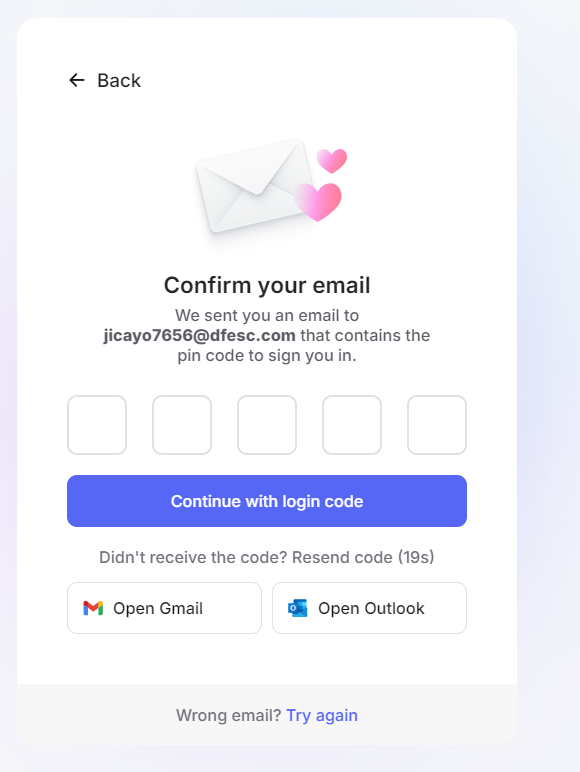 Back
Confirm your email
We sent you an email to
jicayo7656@dfesc.com that contains the
pin code to sign you in.
Continue with login code
Didn't receive the code? Resend code (19s)
Open Gmail
Open Outlook
Wrong email? Try again